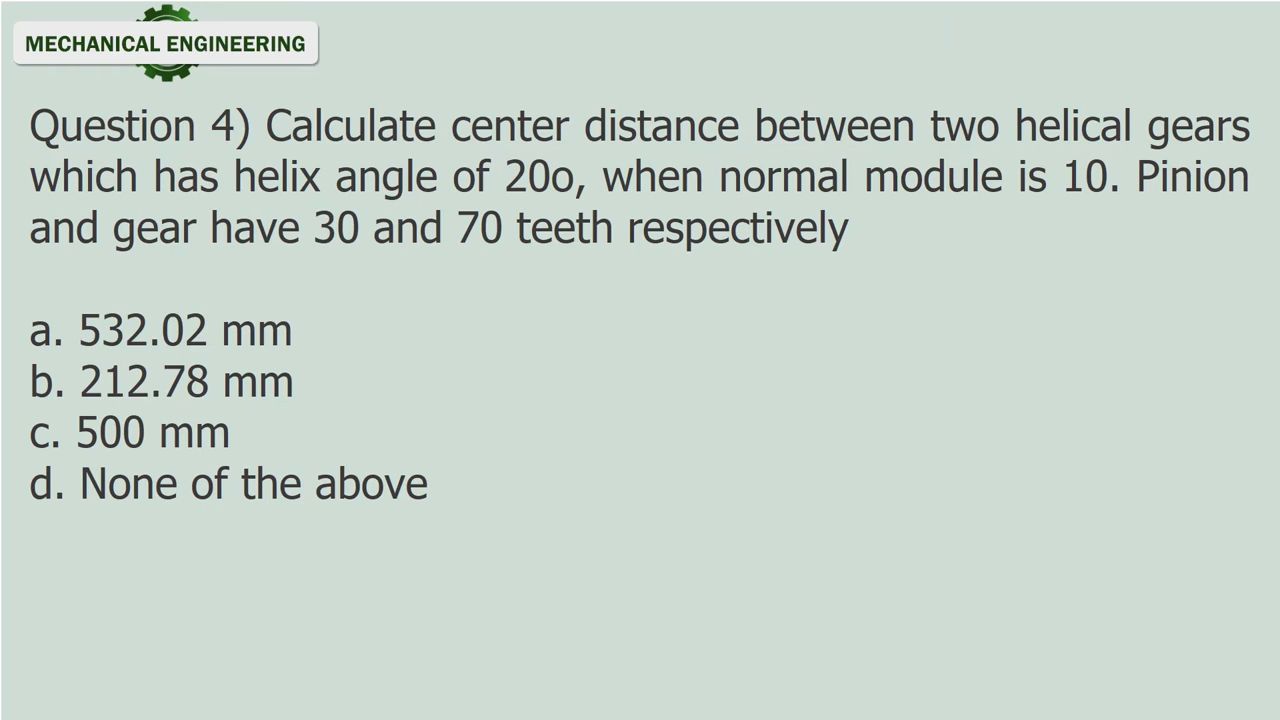 MECHANICAL ENGINEERING
Question 4) Calculate center distance between two helical gears
which has helix angle of 20o, when normal module is 10. Pinion
and gear have 30 and 70 teeth respectively
a. 532.02 mm
b. 212.78 mm
c. 500 mm
d. None of the above